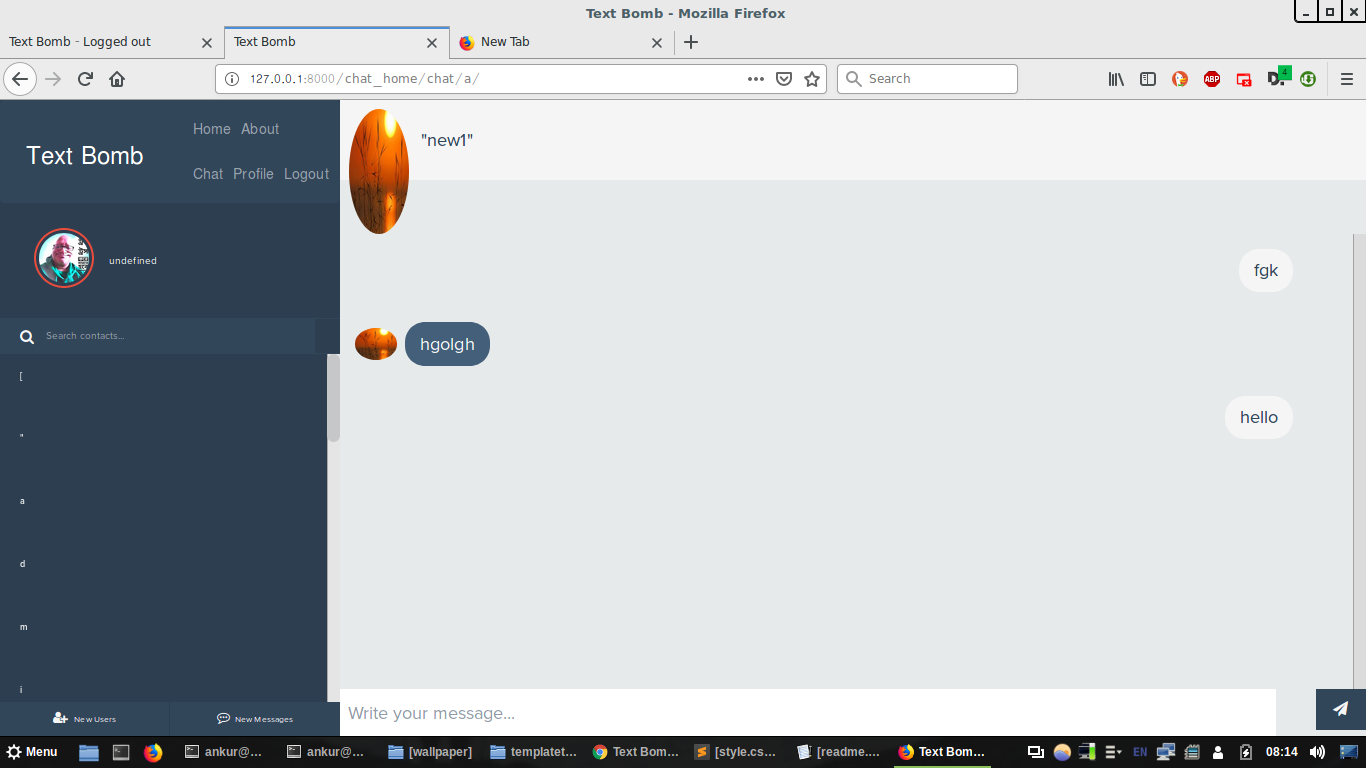 Text Bomb - Mozilla Firefox
Text Bomb - Logged out
Text Bomb
New Tab
127.0.0.1:8000/chat_home/chat/a/
Search
ABP
4
Home About
Text Bomb
Chat Profile Logout
"new1"
undefined
fgk
Search contacts...
hgolgh
[
hello
"
a
d
m
i
Write your message...
New Users
New Messages
Menu
ankur@...
ankur@...
[wallpaper]
templatet...
Text Bom...
[style.cs...
[readme....
Text Bom...
EN
08:14